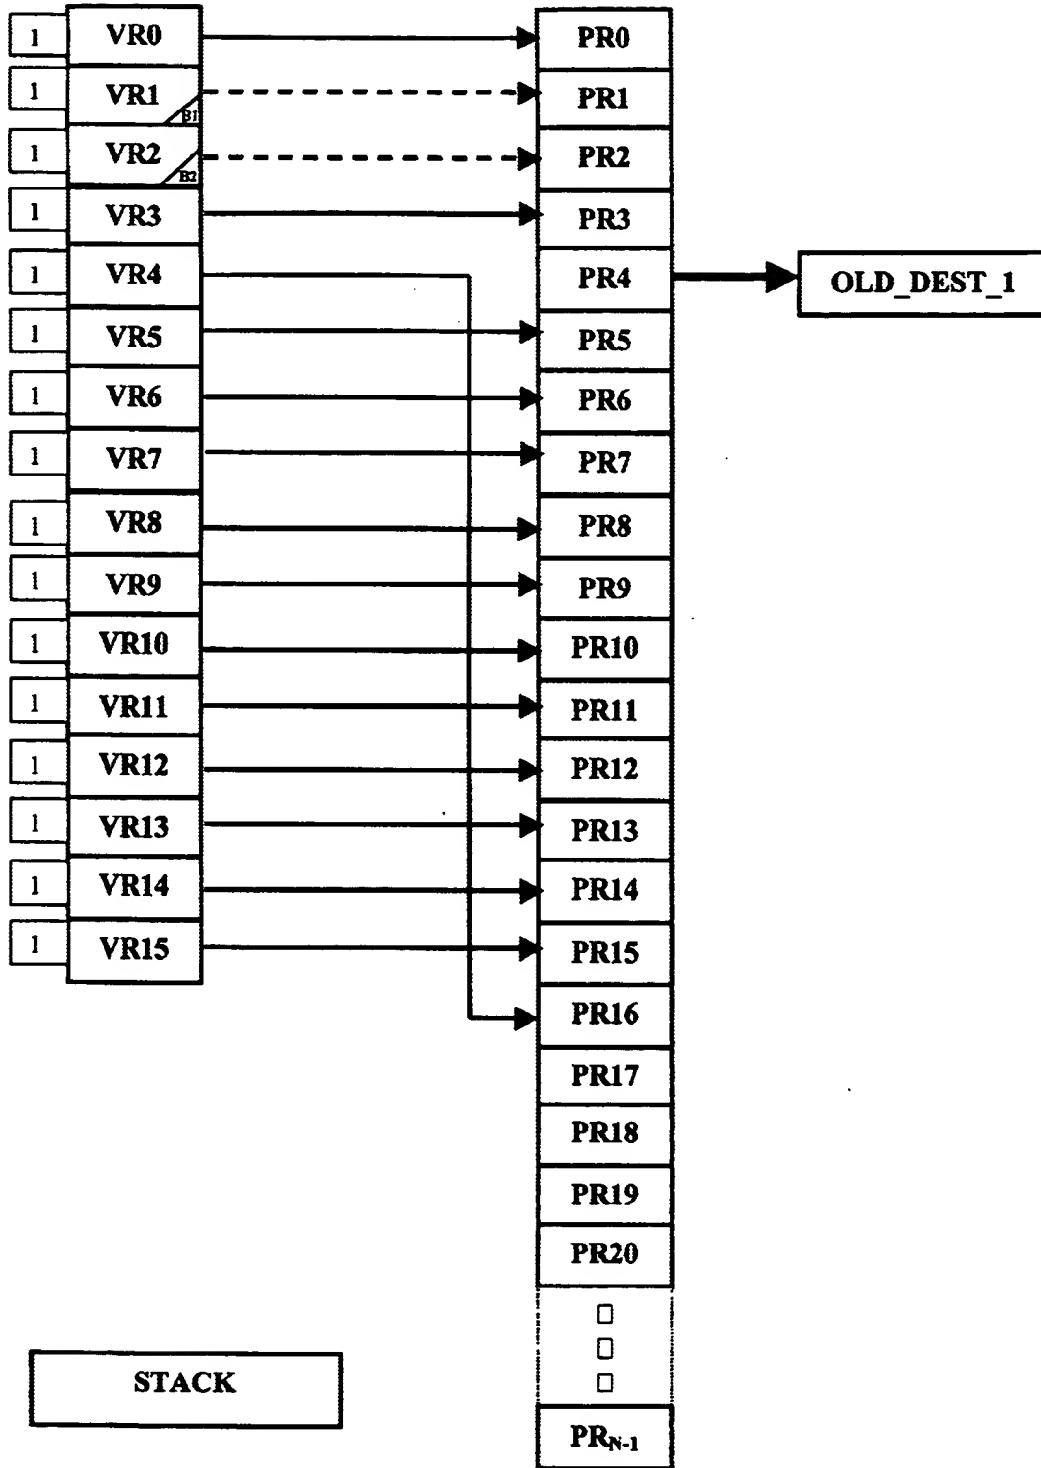 1 VR0 PR0
1 VR1 B1 PR1
1 VR2 B2 PR2
1 VR3 PR3
1 VR4 PR4 OLD_DEST_1
1 VR5 PR5
1 VR6 PR6
1 VR7 PR7
1 VR8 PR8
1 VR9 PR9
1 VR10 PR10
1 VR11 PR11
1 VR12 PR12
1 VR13 PR13
1 VR14 PR14
1 VR15 PR15
PR16
PR17
PR18
PR19
PR20
STACK
PRN-1